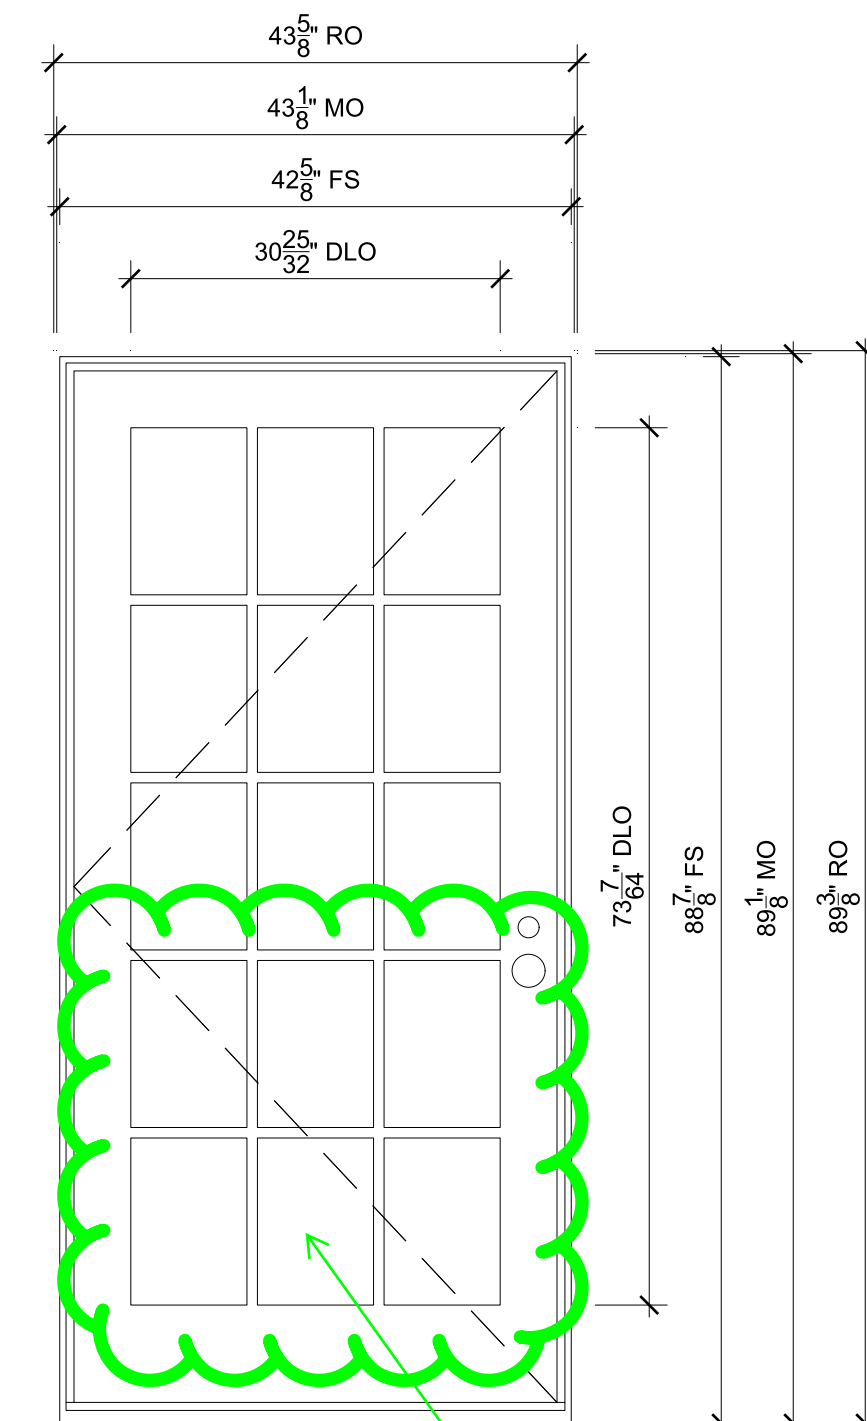 43 5/8" RO
43 1/8" MO
42 5/8" FS
30 25/32" DLO
73 7/64" DLO
88 7/8" FS
89 1/8" MO
89 3/8" RO